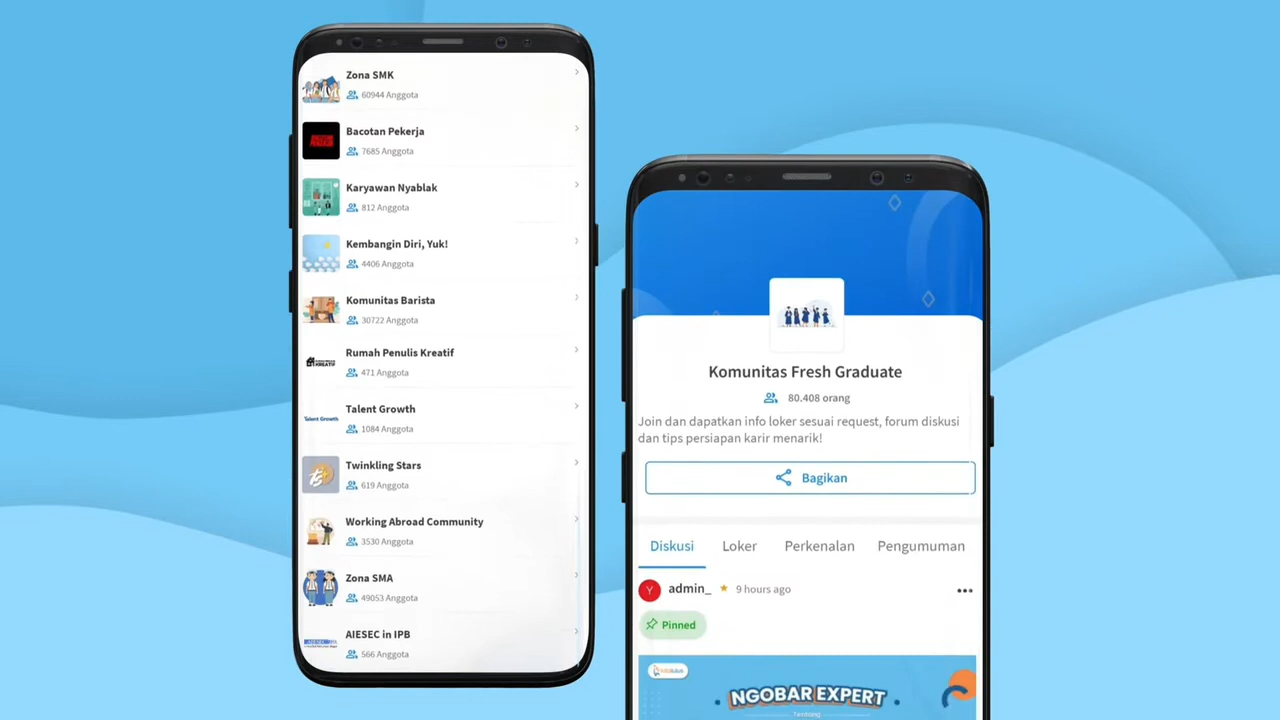 Zona SMK
60944 Anggota
Bacotan Pekerja
7685 Anggota
Karyawan Nyablak
812 Anggota
Kembangin Diri, Yuk!
4406 Anggota
Komunitas Barista
30722 Anggota
Rumah Penulis Kreatif
471 Anggota
Talent Growth
Talent Growth
1084 Anggota
Twinkling Stars
619 Anggota
Working Abroad Community
3530 Anggota
Zona SMA
49053 Anggota
AIESEC in IPB
566 Anggota
Komunitas Fresh Graduate
80.408 orang
Join dan dapatkan info loker sesuai request, forum diskusi
dan tips persiapan karir menarik!
Bagikan
Diskusi Loker Perkenalan Pengumuman
Y admin_ 9 hours ago
Pinned
NGOBAR EXPERT
Tentang